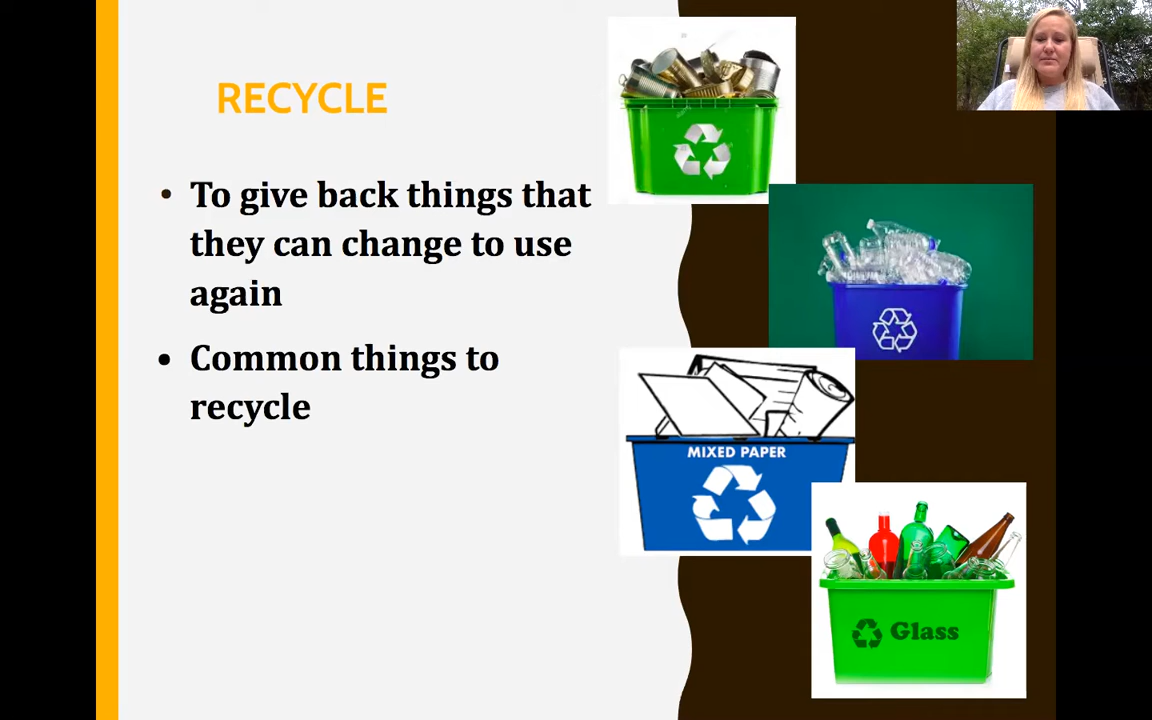 RECYCLE
To give back things that
they can change to use
again
Common things to
recycle
MIXED PAPER
Glass